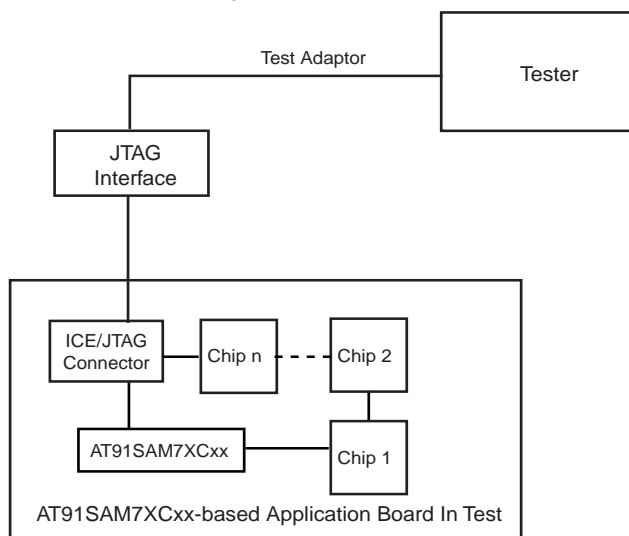 Test Adaptor
Tester
JTAG
Interface
ICE/JTAG
Connector
Chip n
Chip 2
AT91SAM7XCxx
Chip 1
AT91SAM7XCxx-based Application Board In Test